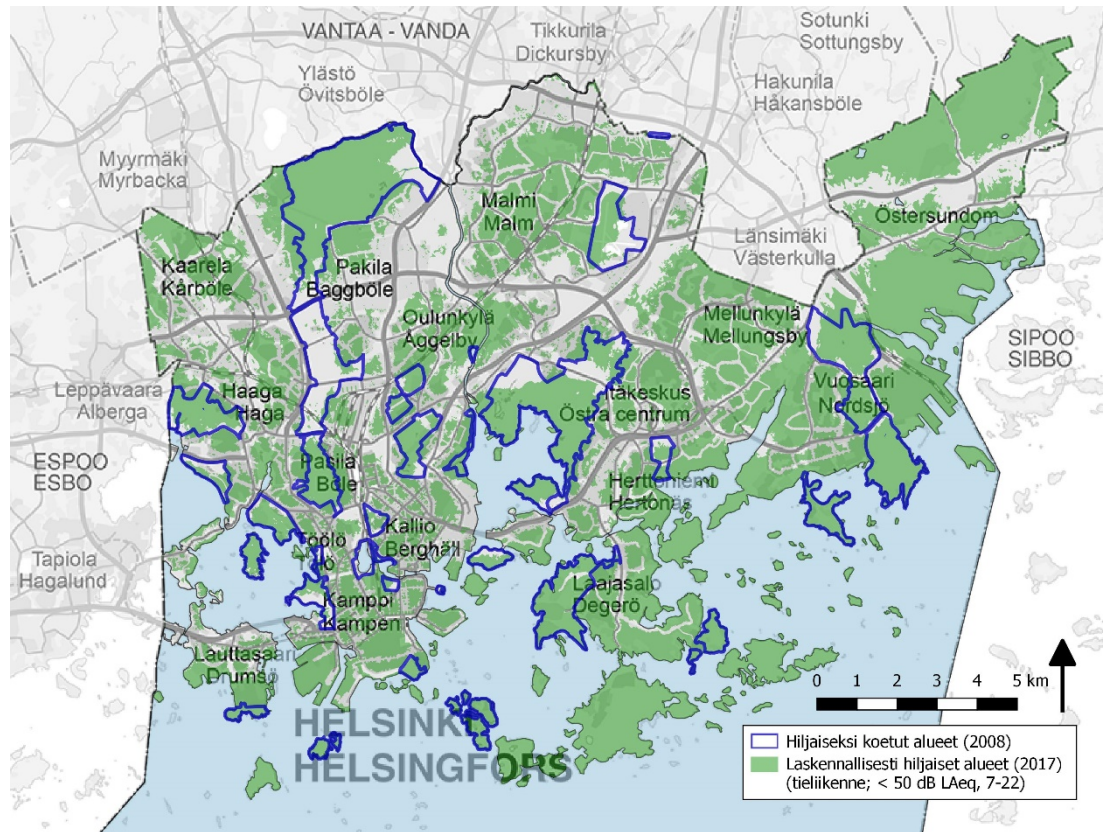 VANTAA - VANDA
Tikkurila
Dickursby
Sotunki
Sottungsby
Ylästö
Övitsböle
Hakunila
Håkansböle
Myyrmäki
Myrbacka
Malmi
Malm
Östersundom
Länsimäki
Västerkulla
Kaarela
Kårböle
Pakila
Baggböle
Oulunkylä
Åggelby
Mellunkylä
Mellungsby
SIPOO
SIBBO
Leppävaara
Alberga
Haaga
Haga
Itäkeskus
Östra centrum
Vuosaari
Nordsjö
ESPOO
ESBO
Pasila
Böle
Herttoniemi
Hertonäs
Töölö
Tölö
Kallio
Berghäll
Tapiola
Hagalund
Kamppi
Kampen
Laajasalo
Degerö
Lauttasaari
Drumsö
HELSINKI
HELSINGFORS
0 1 2 3 4 5 km
Hiljaiseksi koetut alueet (2008)
Laskennallisesti hiljaiset alueet (2017)
(tieliikenne; < 50 dB LAeq, 7-22)